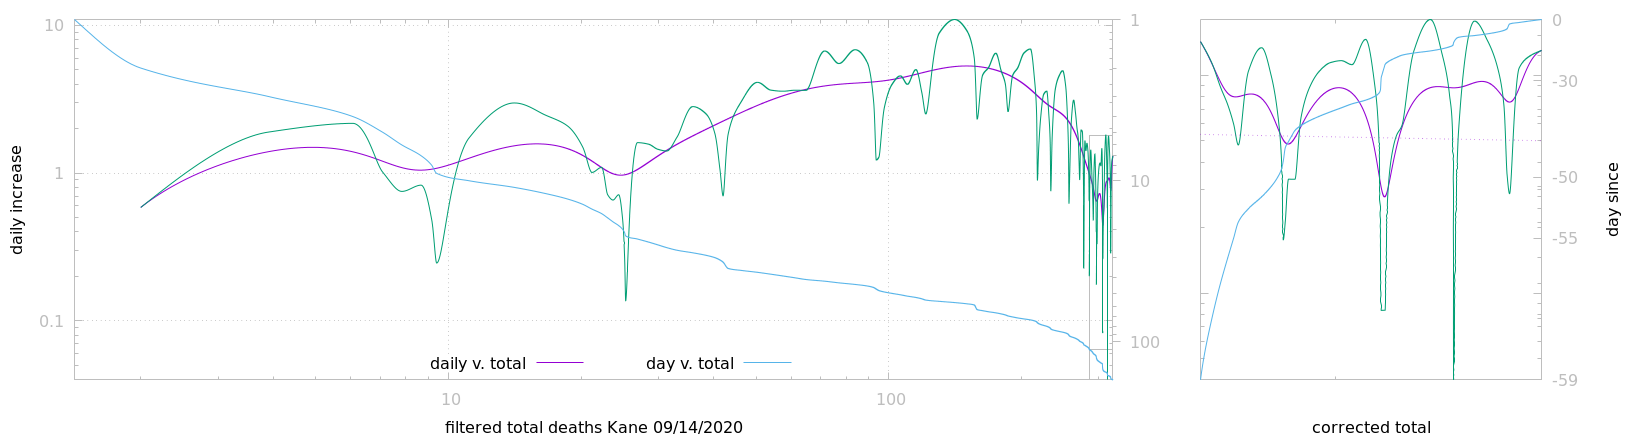 10
1
0.1
daily increase
daily v. total
day v. total
10
100
filtered total deaths Kane 09/14/2020
1
10
100
0
-30
-50
-55
-59
day since
corrected total